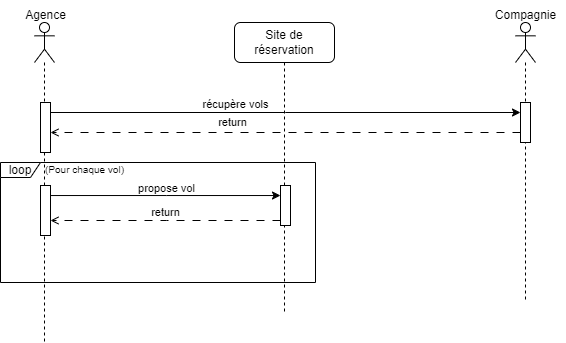 Agence
Compagnie
Site de
réservation
récupère vols
return
loop
(Pour chaque vol)
propose vol
return